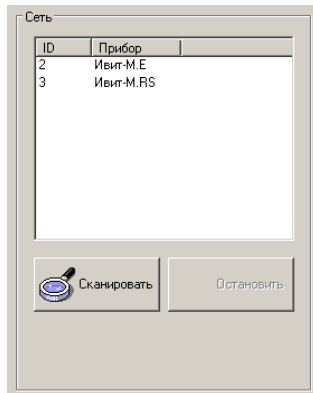 Сеть
ID Прибор
2 Ивит-М.E
3 Ивит-М.RS
Сканировать Остановить